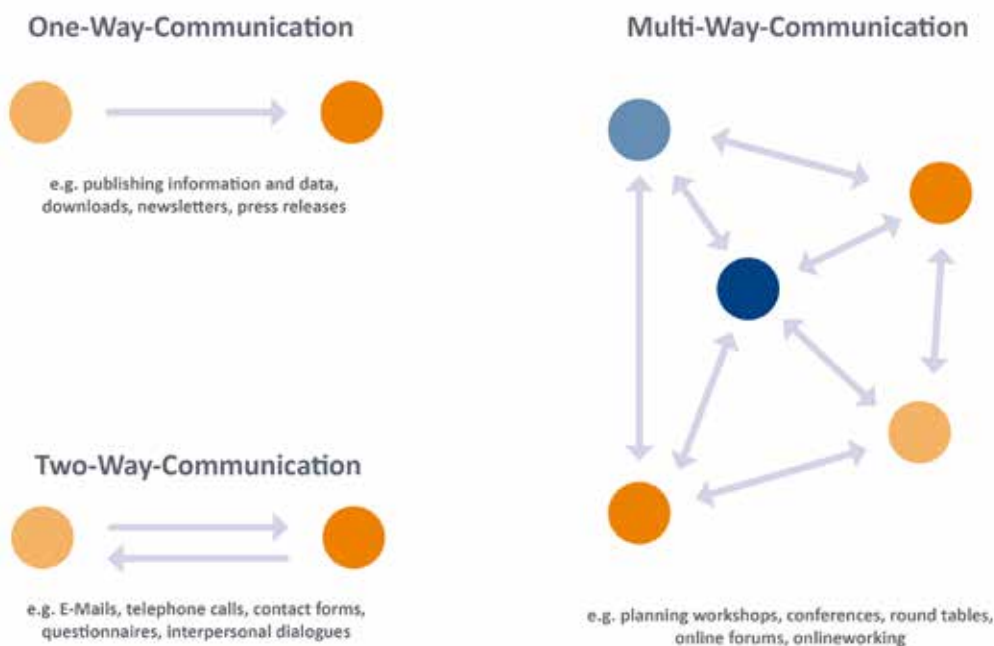 One-Way-Communication
e.g. publishing information and data,
downloads, newsletters, press releases
Two-Way-Communication
e.g. E-Mails, telephone calls, contact forms,
questionnaires, interpersonal dialogues
Multi-Way-Communication
e.g. planning workshops, conferences, round tables,
online forums, onlineworking